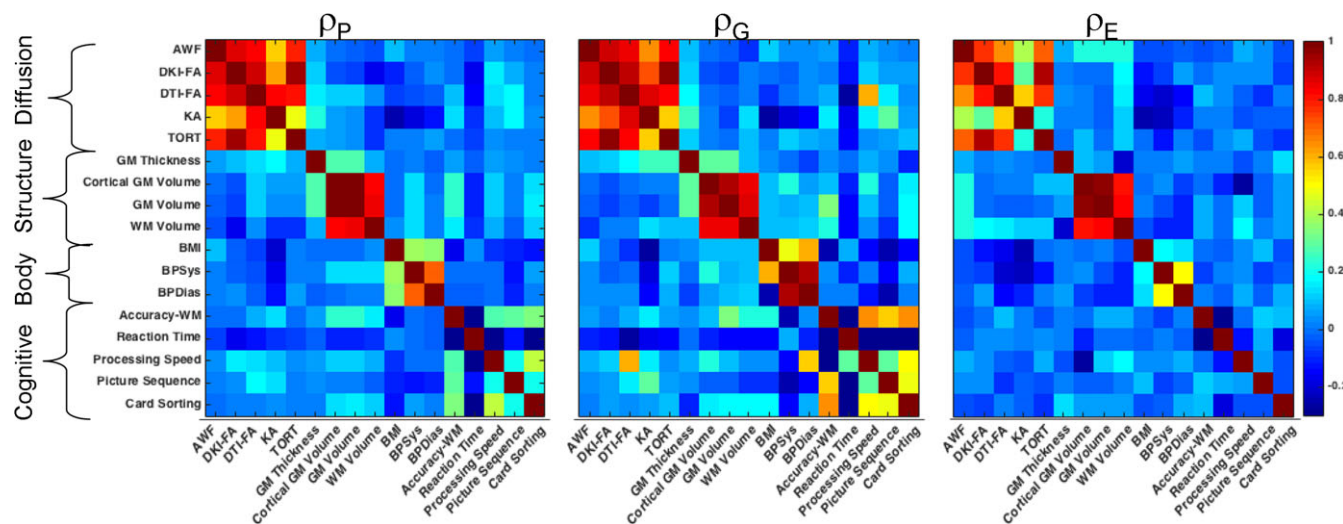 ρP
ρG
ρE
Diffusion
Structure
Body
Cognitive
AWF
DKI-FA
DTI-FA
KA
TORT
GM Thickness
Cortical GM Volume
GM Volume
WM Volume
BMI
BPSys
BPDias
Accuracy-WM
Reaction Time
Processing Speed
Picture Sequence
Card Sorting
AWF
DKI-FA
DTI-FA
KA
TORT
GM Thickness
Cortical GM Volume
GM Volume
WM Volume
BMI
BPSys
BPDias
Accuracy-WM
Reaction Time
Processing Speed
Picture Sequence
Card Sorting
AWF
DKI-FA
DTI-FA
KA
TORT
GM Thickness
Cortical GM Volume
GM Volume
WM Volume
BMI
BPSys
BPDias
Accuracy-WM
Reaction Time
Processing Speed
Picture Sequence
Card Sorting
AWF
DKI-FA
DTI-FA
KA
TORT
GM Thickness
Cortical GM Volume
GM Volume
WM Volume
BMI
BPSys
BPDias
Accuracy-WM
Reaction Time
Processing Speed
Picture Sequence
Card Sorting
1
0.8
0.6
0.4
0.2
0